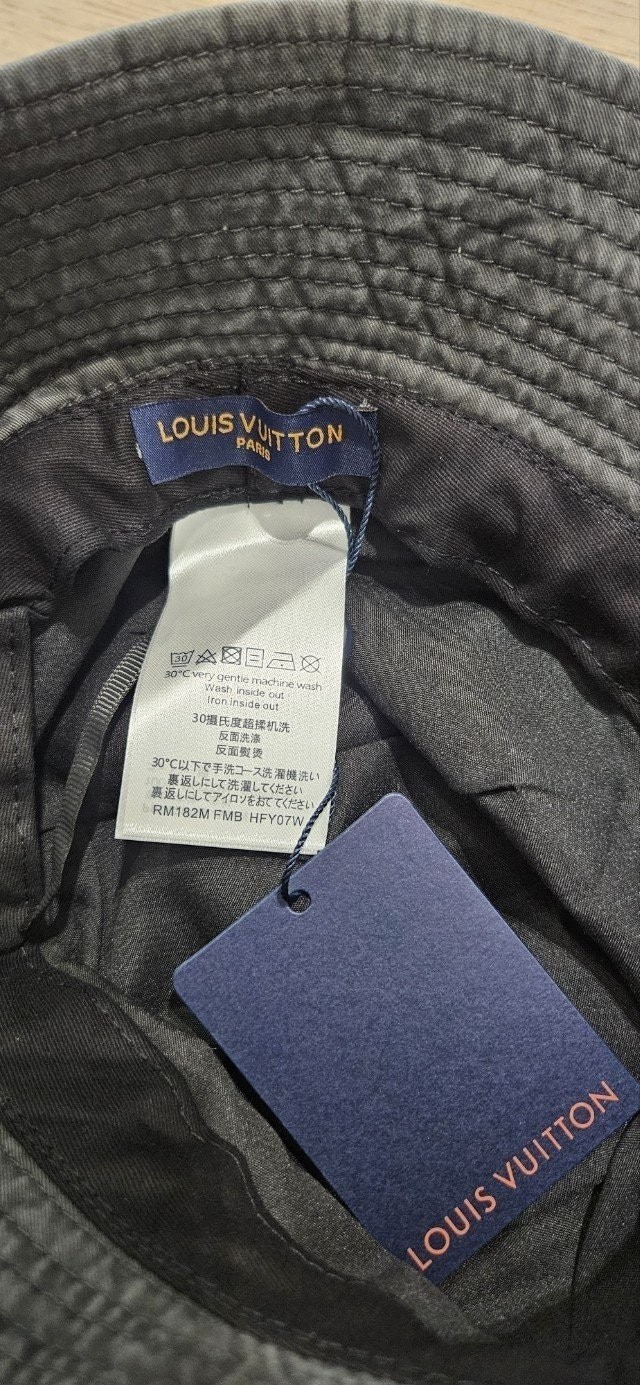 LOUIS VUITTON
PARIS
30
30°C very gentle machine wash
Wash inside out
Iron inside out
30攝氏度超揉机洗
反面洗涤
反面熨烫
30℃以下で手洗コース洗濯機洗い
裏返しにして洗濯してください
裏返しにしてアイロンをおてください
RM182M FMB HFY07W
LOUIS VUITTON